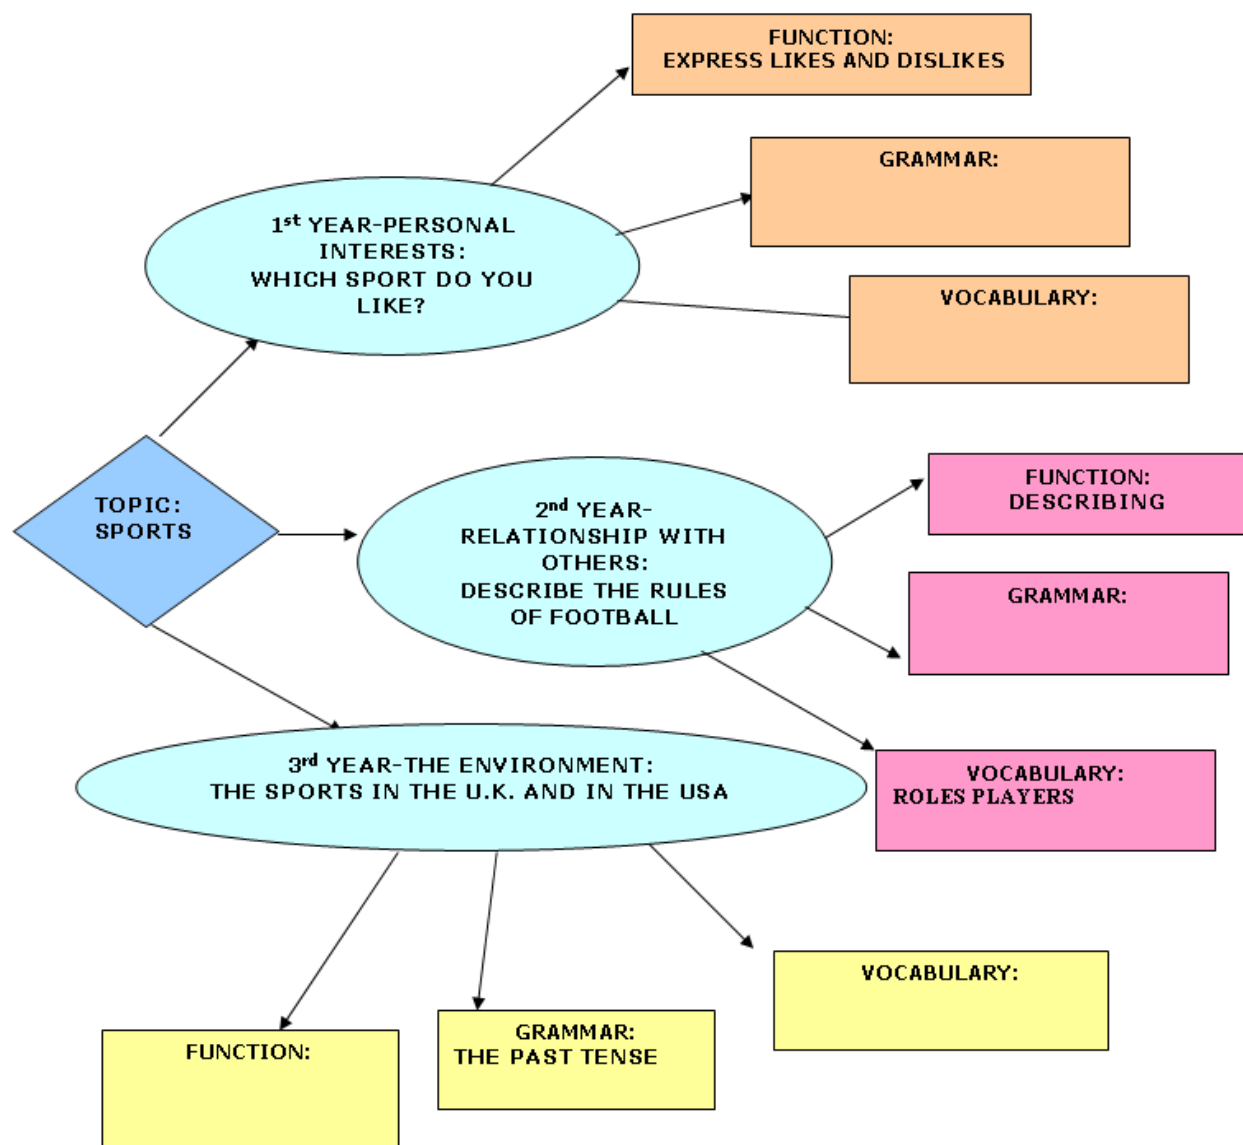 FUNCTION:
EXPRESS LIKES AND DISLIKES
GRAMMAR:
1st YEAR-PERSONAL
INTERESTS:
WHICH SPORT DO YOU
LIKE?
VOCABULARY:
TOPIC:
SPORTS
2nd YEAR-
RELATIONSHIP WITH
OTHERS:
DESCRIBE THE RULES
OF FOOTBALL
FUNCTION:
DESCRIBING
GRAMMAR:
VOCABULARY:
ROLES PLAYERS
3rd YEAR-THE ENVIRONMENT:
THE SPORTS IN THE U.K. AND IN THE USA
VOCABULARY:
GRAMMAR:
THE PAST TENSE
FUNCTION: